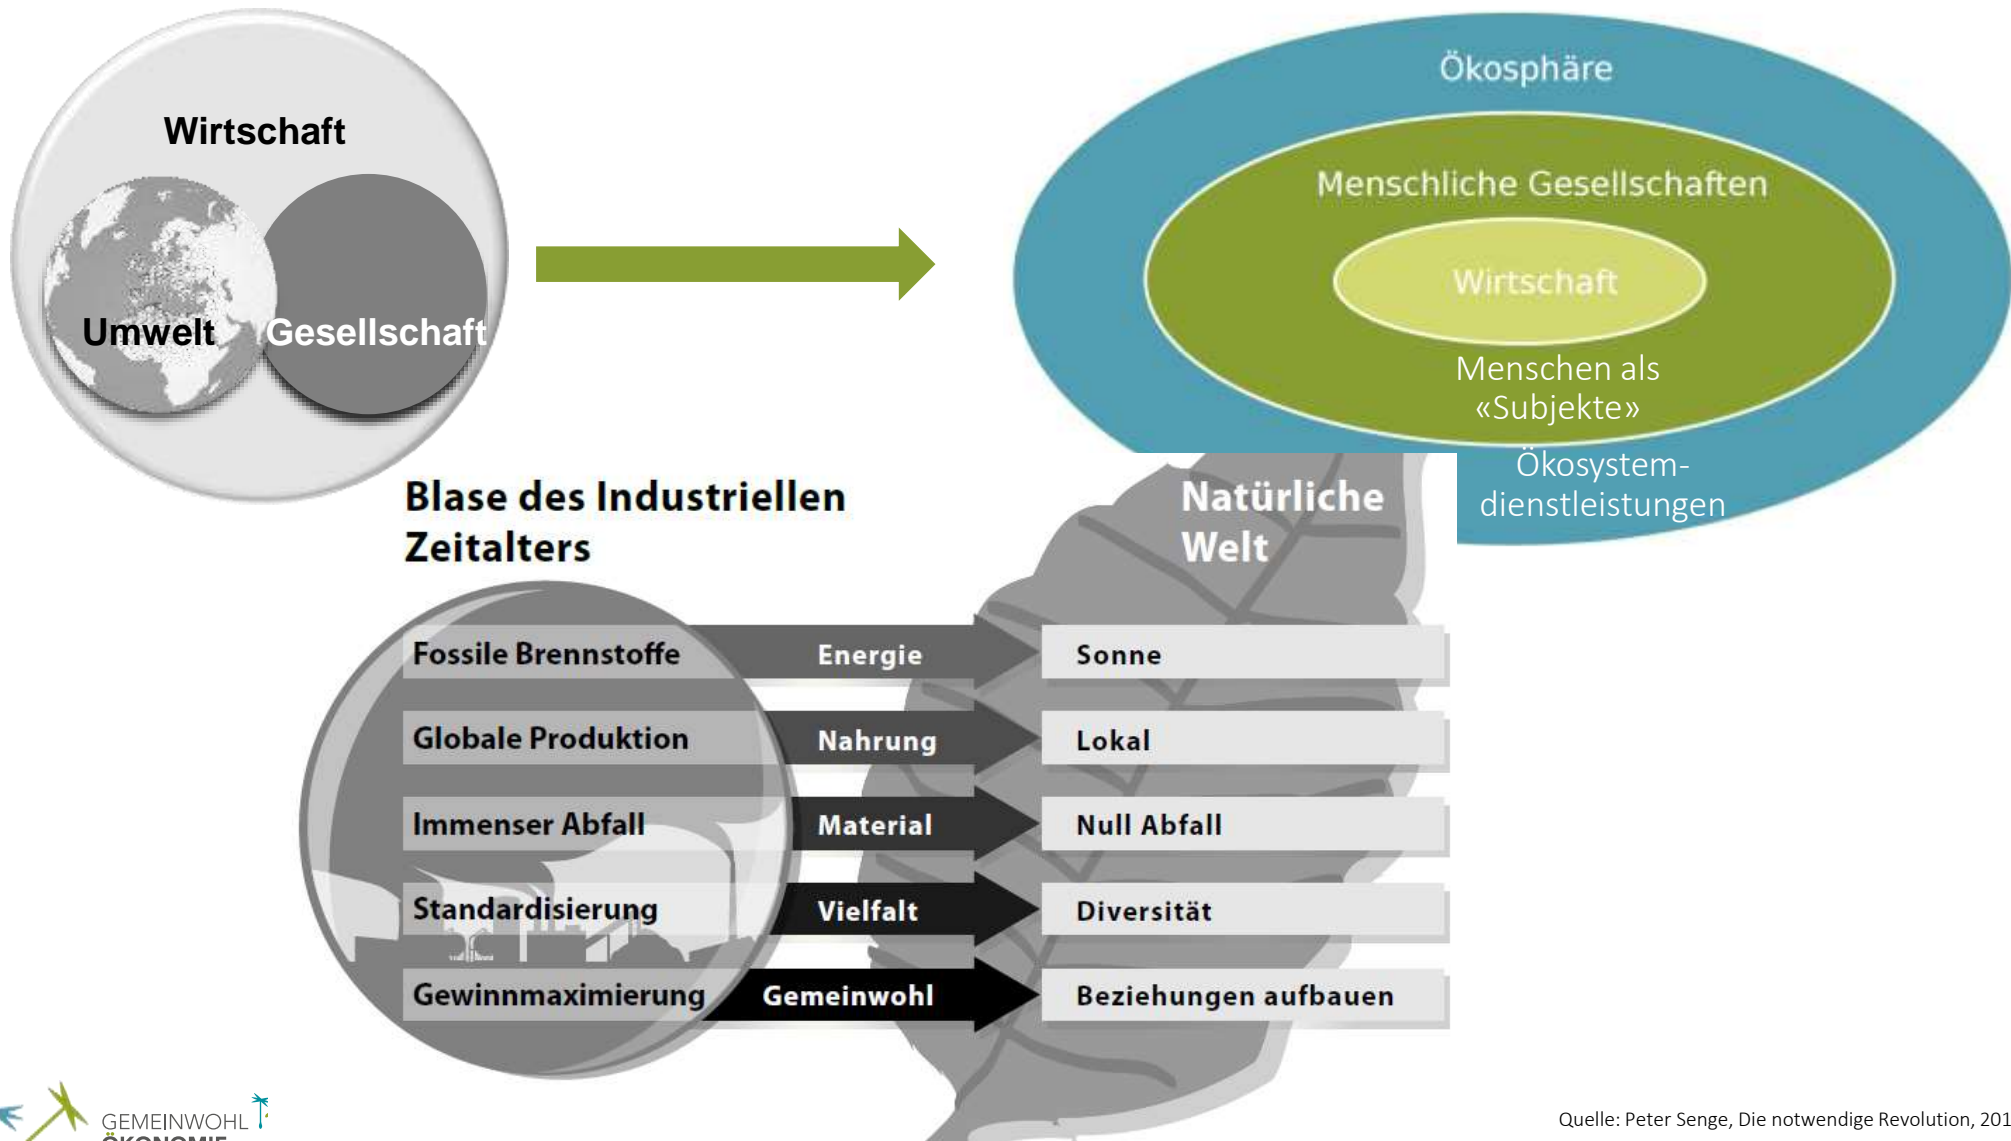 Wirtschaft
Umwelt
Gesellschaft
Ökosphäre
Menschliche Gesellschaften
Wirtschaft
Menschen als
«Subjekte»
Ökosystem-
dienstleistungen
Blase des Industriellen
Zeitalters
Natürliche
Welt
Fossile Brennstoffe Energie Sonne
Globale Produktion Nahrung Lokal
Immenser Abfall Material Null Abfall
Standardisierung Vielfalt Diversität
Gewinnmaximierung Gemeinwohl Beziehungen aufbauen
GEMEINWOHL
ÖKONOMIE
Quelle: Peter Senge, Die notwendige Revolution, 201